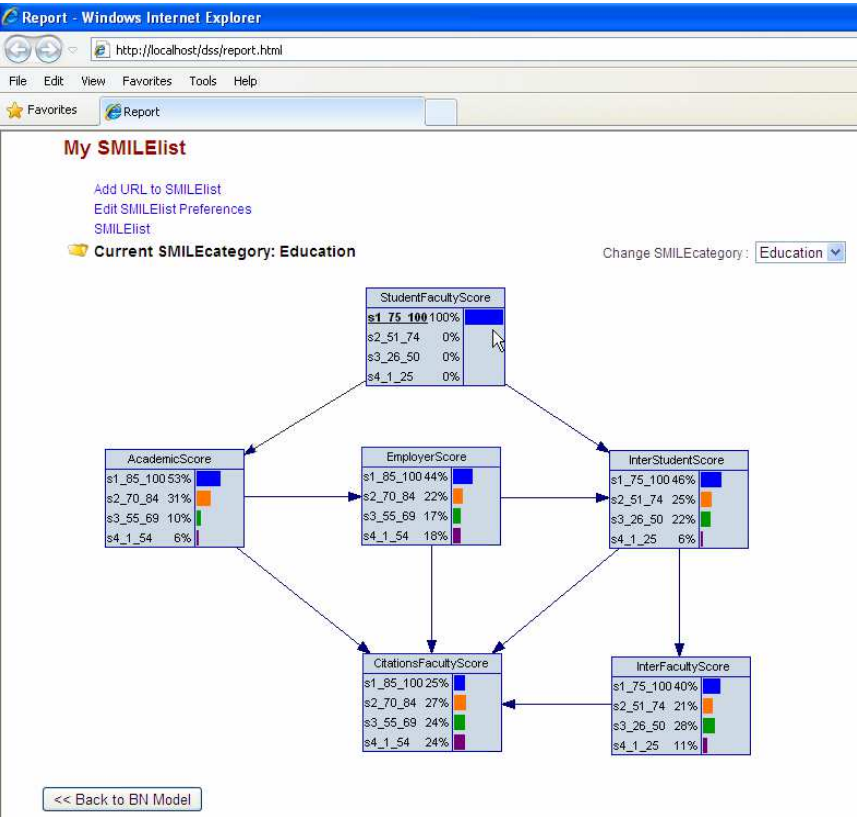 Report - Windows Internet Explorer
http://localhost/dss/report.html
File Edit View Favorites Tools Help
Favorites Report
My SMILElist
Add URL to SMILElist
Edit SMILElist Preferences
SMILElist
Current SMILEcategory: Education
Change SMILEcategory : Education
StudentFacultyScore
s1_75_100 100%
s2_51_74 0%
s3_26_50 0%
s4_1_25 0%
AcademicScore
s1_85_100 53%
s2_70_84 31%
s3_55_69 10%
s4_1_54 6%
EmployerScore
s1_85_100 44%
s2_70_84 22%
s3_55_69 17%
s4_1_54 18%
InterStudentScore
s1_75_100 46%
s2_51_74 25%
s3_26_50 22%
s4_1_25 6%
CitationsFacultyScore
s1_85_100 25%
s2_70_84 27%
s3_55_69 24%
s4_1_54 24%
InterFacultyScore
s1_75_100 40%
s2_51_74 21%
s3_26_50 28%
s4_1_25 11%
<< Back to BN Model